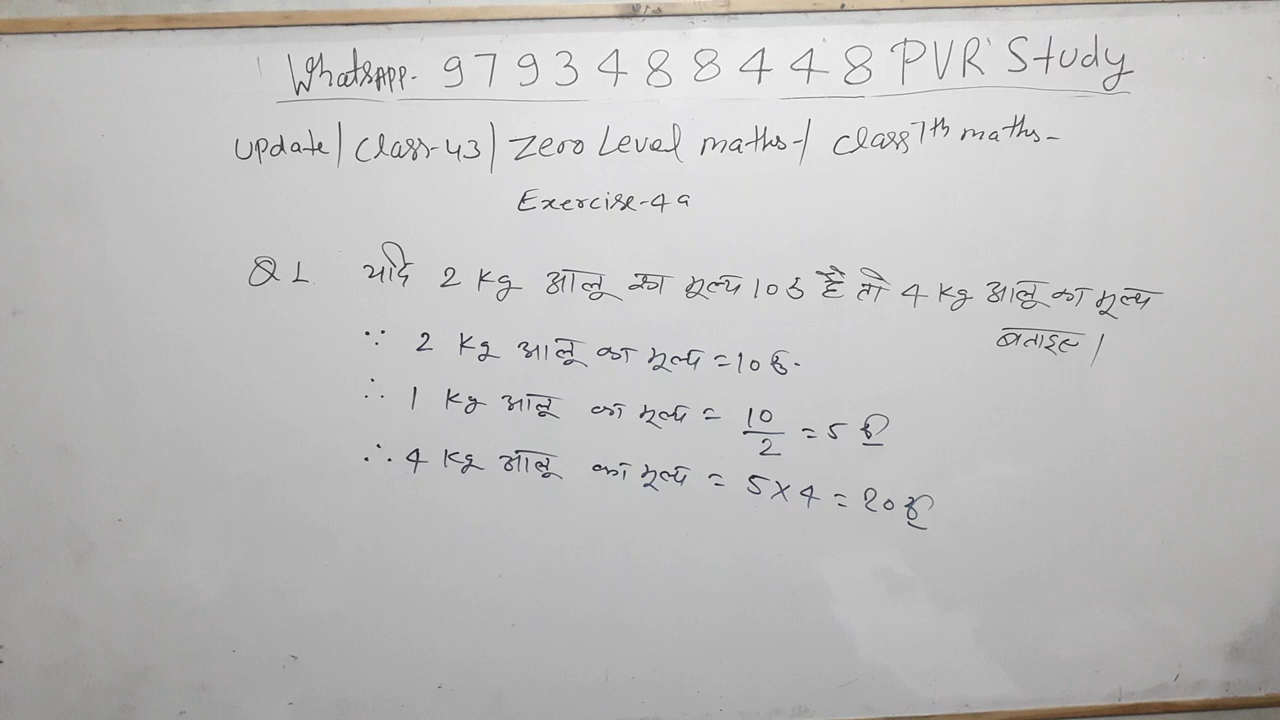 WhatsAPP- 9793488448 PVR Study
update/ Class-43/ Zero Level maths-/ Class 7th maths-
Exercise-4a
Q 1. यदि 2 Kg आलू का मूल्य 10 रु है तो 4 Kg आलू का मूल्य
बताइए।
∵ 2 Kg आलू का मूल्य = 10 रु.
∴ 1 Kg आलू का मूल्य = 10/2 = 5 रु
∴ 4 Kg आलू का मूल्य = 5 X 4 = 20 रु